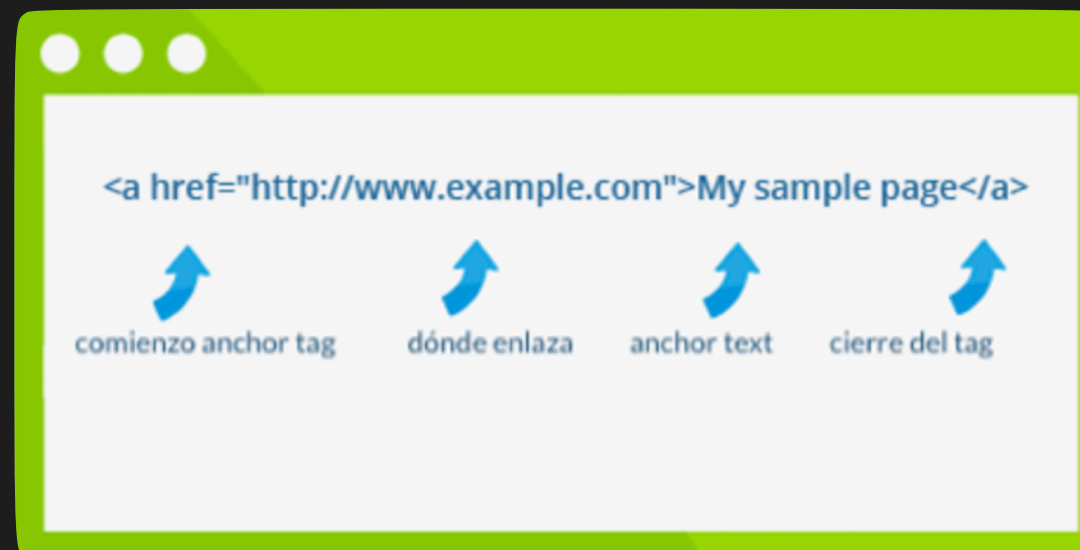 <a href="http://www.example.com">My sample page</a>
comienzo anchor tag dónde enlaza anchor text cierre del tag